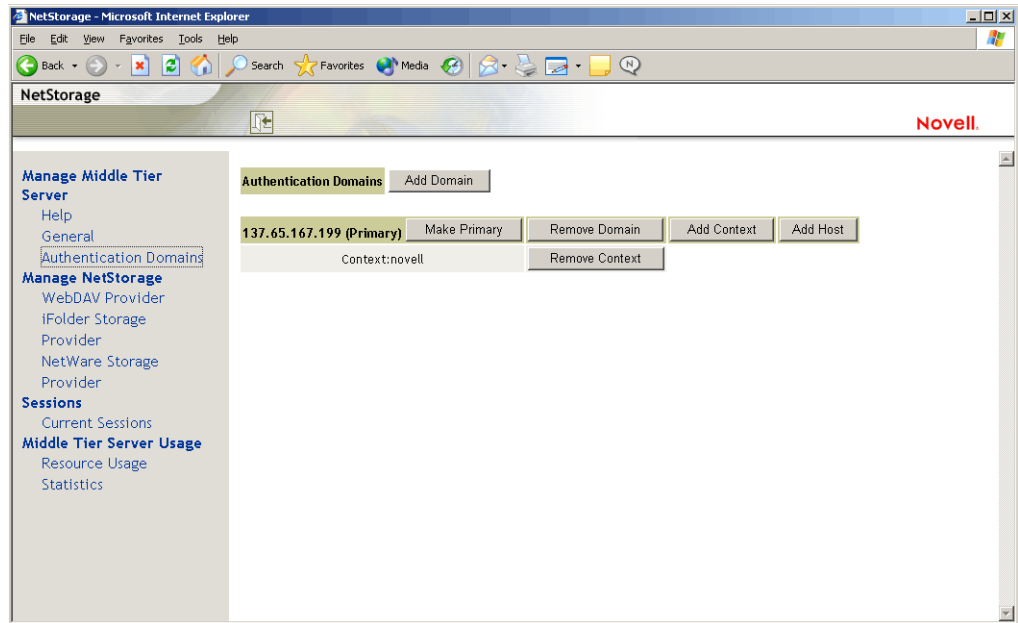 NetStorage - Microsoft Internet Explorer
File Edit View Favorites Tools Help
Back Search Favorites Media
NetStorage
Novell.
Manage Middle Tier
Server
Help
General
Authentication Domains
Manage NetStorage
WebDAV Provider
iFolder Storage
Provider
NetWare Storage
Provider
Sessions
Current Sessions
Middle Tier Server Usage
Resource Usage
Statistics
Authentication Domains Add Domain
137.65.167.199 (Primary) Make Primary Remove Domain Add Context Add Host
Context:novell Remove Context